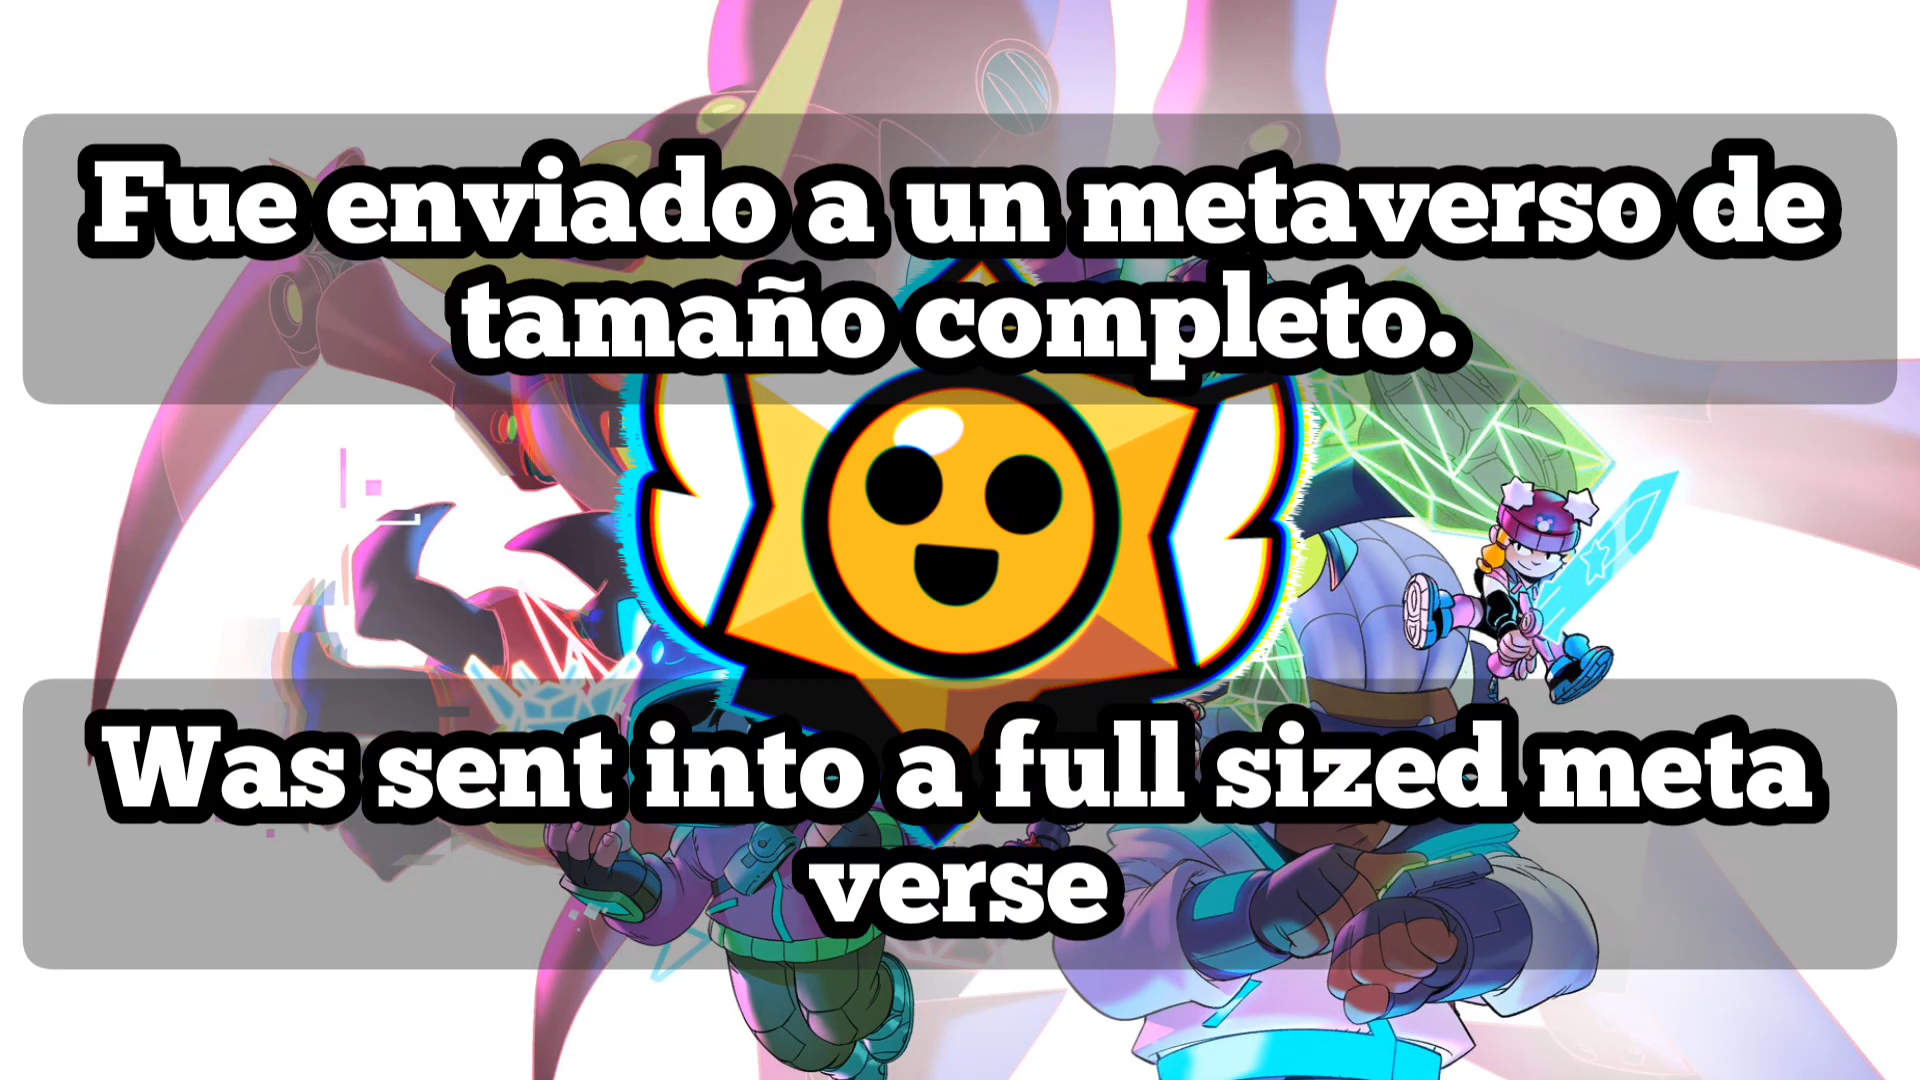 Fue enviado a un metaverso de
tamaño completo.
Was sent into a full sized meta
verse